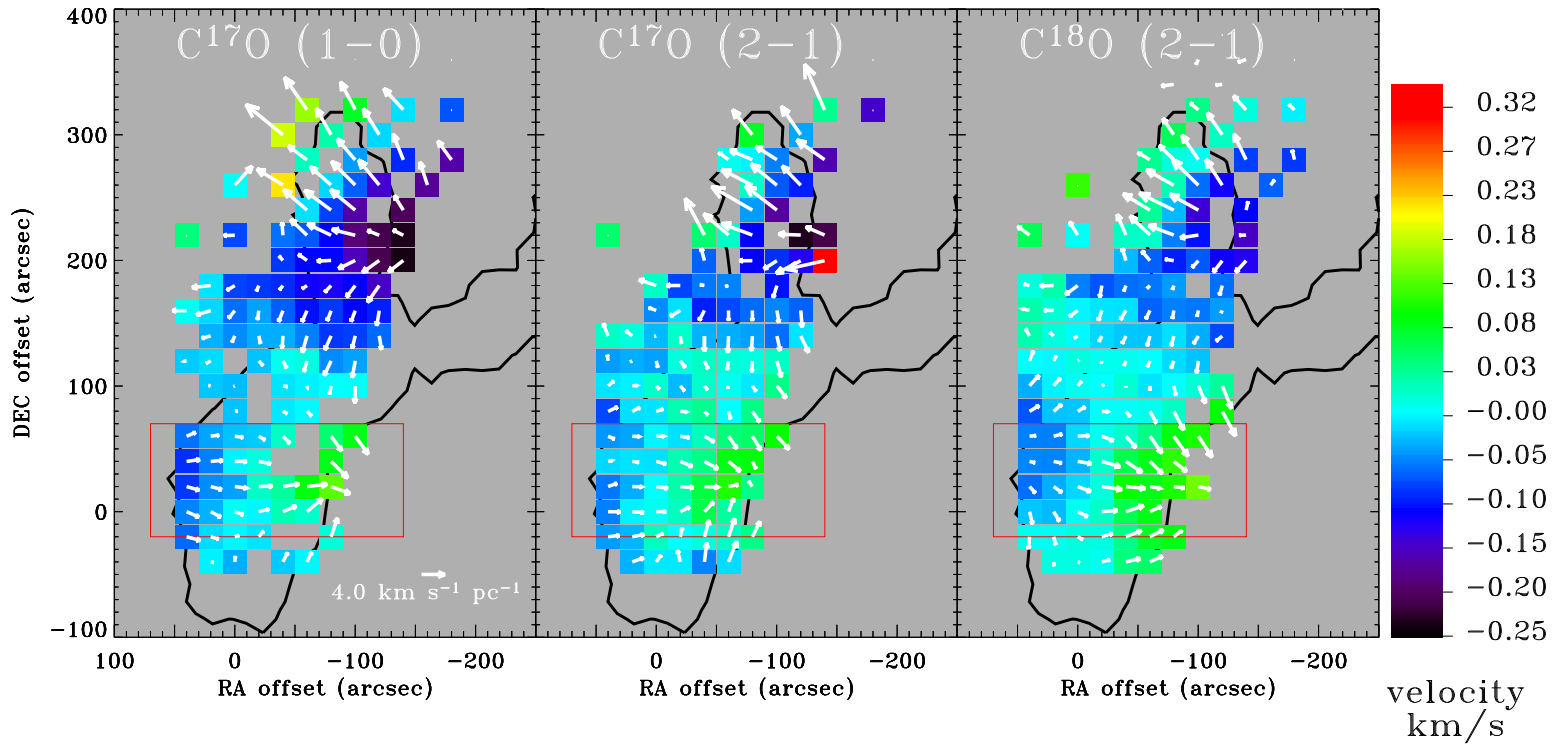 C¹⁷O (1−0) C¹⁷O (2−1) C¹⁸O (2−1)
400
300
200
100
0
−100
DEC offset (arcsec)
4.0 km s⁻¹ pc⁻¹
100 0 −100 −200 0 −100 −200 0 −100 −200
RA offset (arcsec) RA offset (arcsec) RA offset (arcsec)
0.32
0.27
0.23
0.18
0.13
0.08
0.03
−0.00
−0.05
−0.10
−0.15
−0.20
−0.25
velocity
km/s